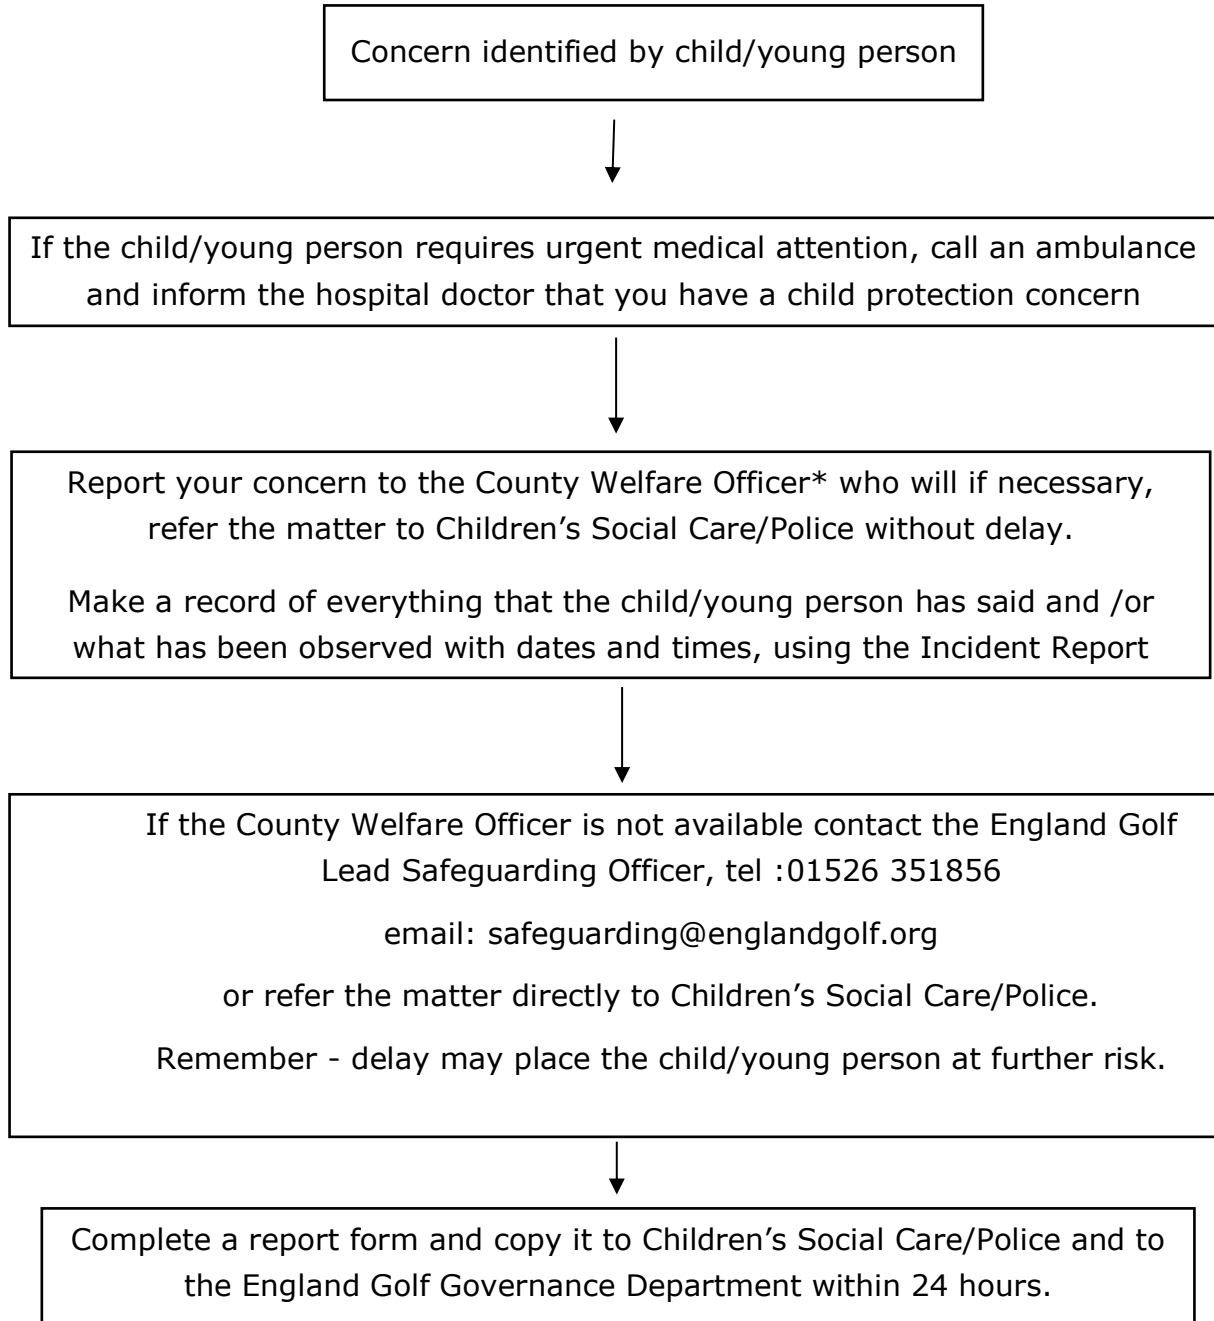 Concern identified by child/young person
If the child/young person requires urgent medical attention, call an ambulance
and inform the hospital doctor that you have a child protection concern
Report your concern to the County Welfare Officer* who will if necessary,
refer the matter to Children’s Social Care/Police without delay.
Make a record of everything that the child/young person has said and /or
what has been observed with dates and times, using the Incident Report
If the County Welfare Officer is not available contact the England Golf
Lead Safeguarding Officer, tel :01526 351856
email: safeguarding@englandgolf.org
or refer the matter directly to Children’s Social Care/Police.
Remember - delay may place the child/young person at further risk.
Complete a report form and copy it to Children’s Social Care/Police and to
the England Golf Governance Department within 24 hours.